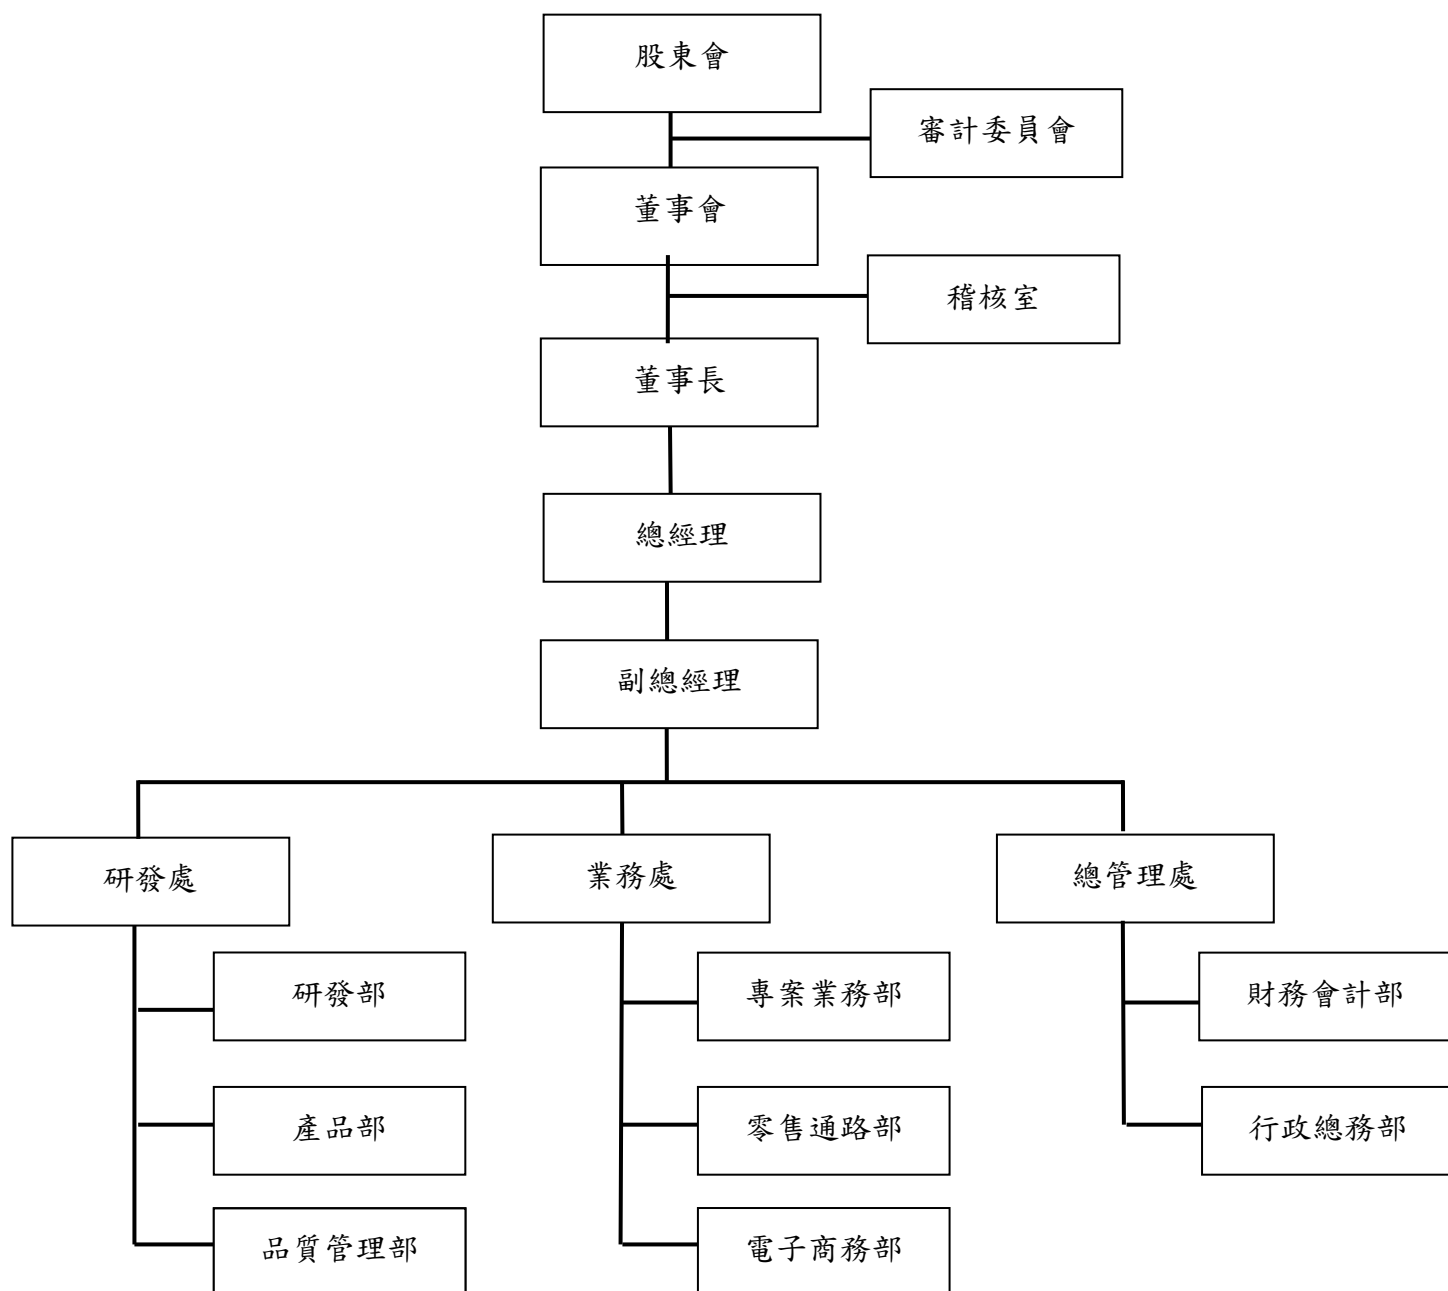 股東會
審計委員會
董事會
稽核室
董事長
總經理
副總經理
研發處
業務處
總管理處
研發部
專案業務部
財務會計部
產品部
零售通路部
行政總務部
品質管理部
電子商務部